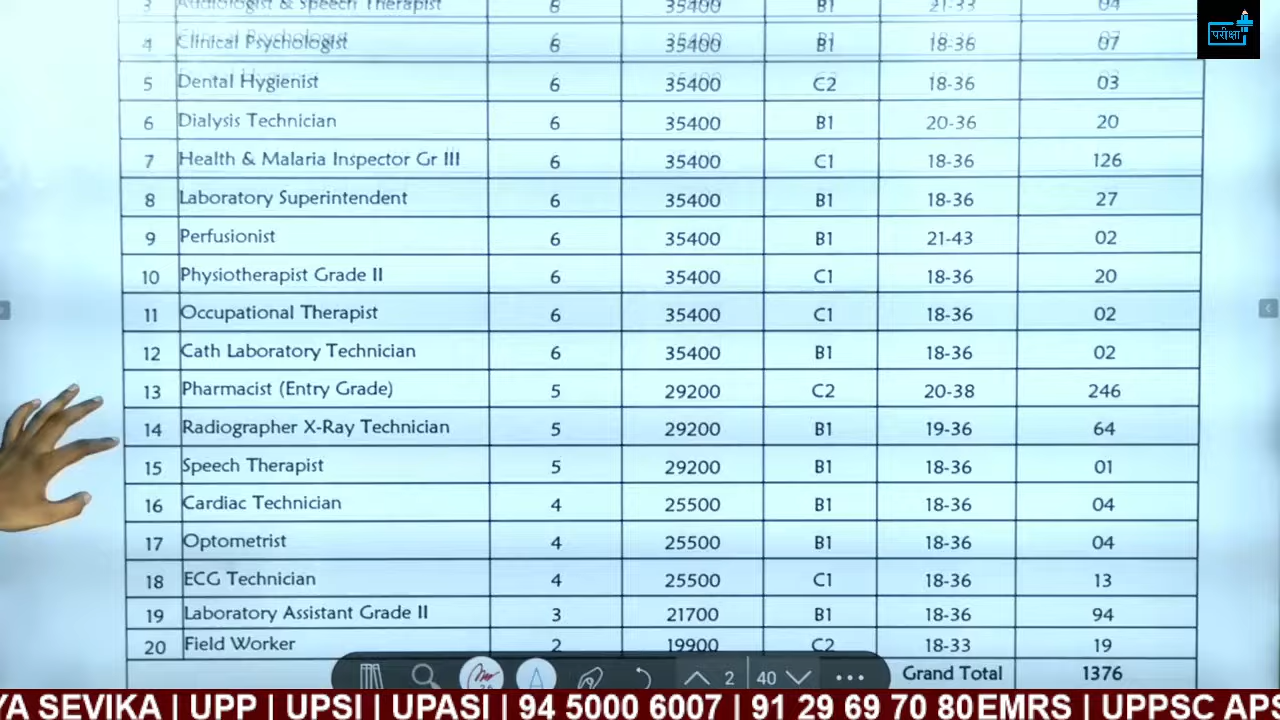 3 Audiologist & Speech Therapist 6 35400 B1 21-33 04
4 Clinical Psychologist 6 35400 B1 18-36 07
5 Dental Hygienist 6 35400 C2 18-36 03
6 Dialysis Technician 6 35400 B1 20-36 20
7 Health & Malaria Inspector Gr III 6 35400 C1 18-36 126
8 Laboratory Superintendent 6 35400 B1 18-36 27
9 Perfusionist 6 35400 B1 21-43 02
10 Physiotherapist Grade II 6 35400 C1 18-36 20
11 Occupational Therapist 6 35400 C1 18-36 02
12 Cath Laboratory Technician 6 35400 B1 18-36 02
13 Pharmacist (Entry Grade) 5 29200 C2 20-38 246
14 Radiographer X-Ray Technician 5 29200 B1 19-36 64
15 Speech Therapist 5 29200 B1 18-36 01
16 Cardiac Technician 4 25500 B1 18-36 04
17 Optometrist 4 25500 B1 18-36 04
18 ECG Technician 4 25500 C1 18-36 13
19 Laboratory Assistant Grade II 3 21700 B1 18-36 94
20 Field Worker 2 19900 C2 18-33 19
Grand Total 1376
2 40 •••
परीक्षा
YA SEVIKA | UPP | UPSI | UPASI | 94 5000 6007 | 91 29 69 70 80 EMRS | UPPSC APS